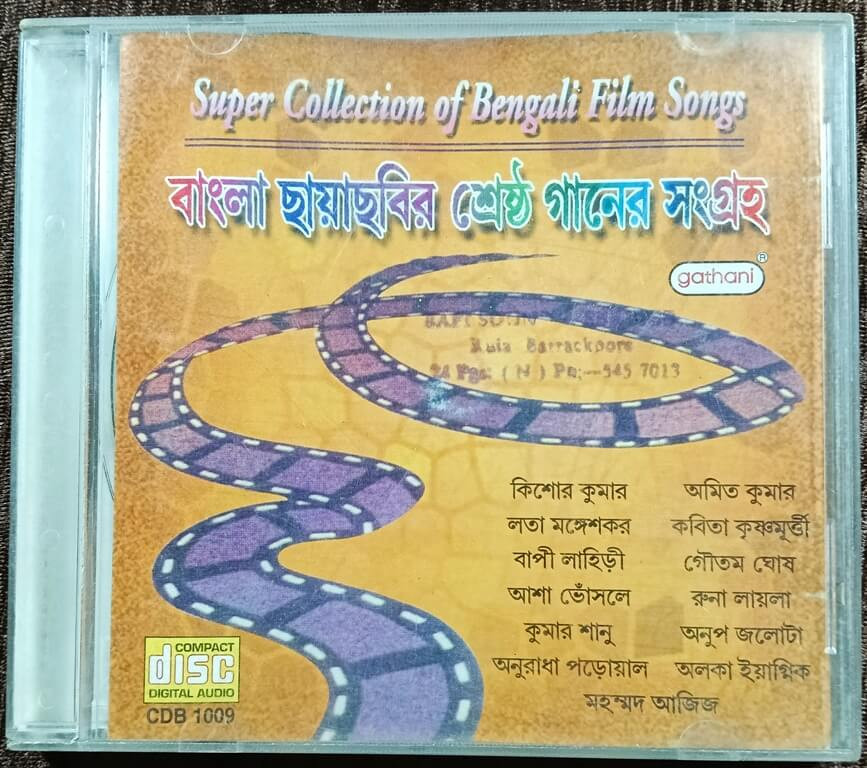 Super Collection of Bengali Film Songs
বাংলা ছায়াছবির শ্রেষ্ঠ গানের সংগ্রহ
gathani ®
Barrackpore
24 Pgs. ( N ) Ph:—545 7013
কিশোর কুমার অমিত কুমার
লতা মঙ্গেশকর কবিতা কৃষ্ণমূর্ত্তী
বাপী লাহিড়ী গৌতম ঘোষ
আশা ভোঁসলে রুনা লায়লা
কুমার শানু অনুপ জলোটা
অনুরাধা পড়োয়াল অলকা ইয়াগ্নিক
মহম্মদ আজিজ
COMPACT
disc
DIGITAL AUDIO
CDB 1009